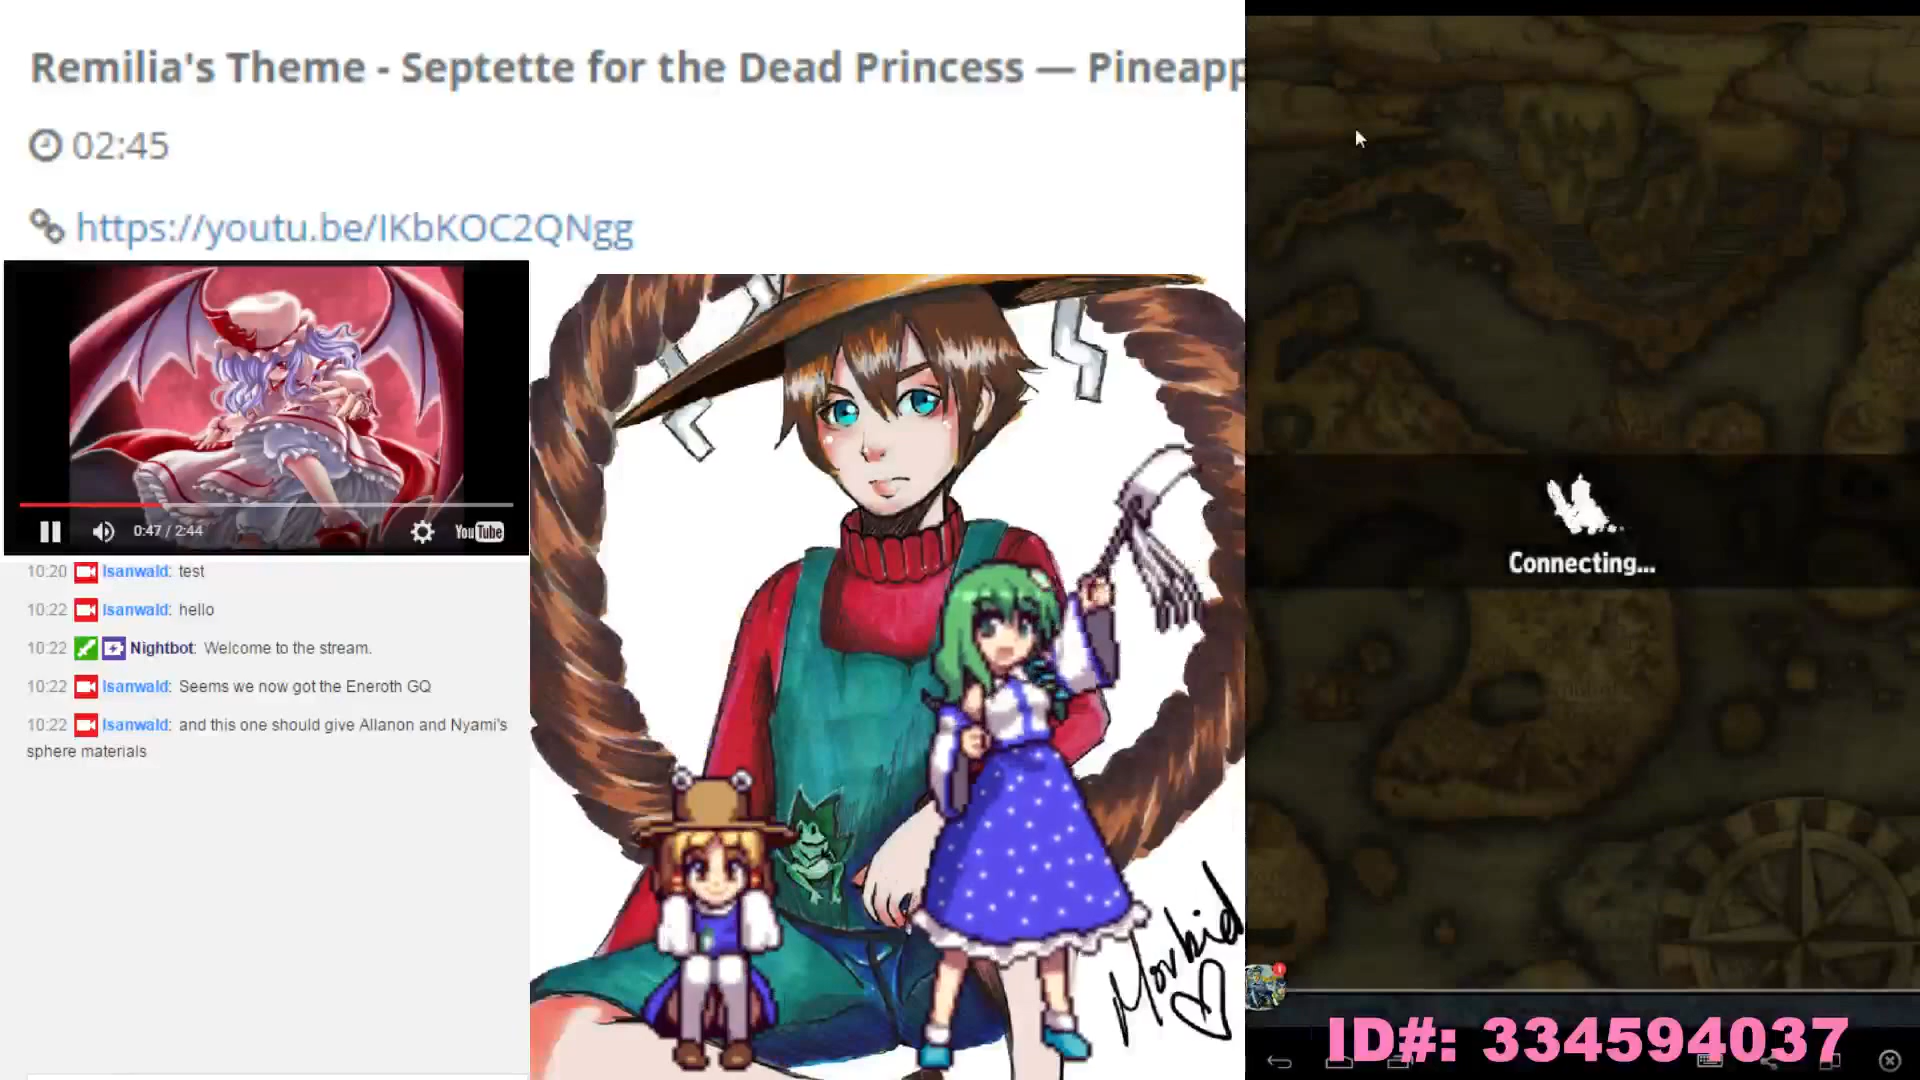 Remilia's Theme - Septette for the Dead Princess — Pineapp
02:45
https://youtu.be/IKbKOC2QNgg
0:47 / 2:44
YouTube
10:20 Isanwald: test
10:22 Isanwald: hello
10:22 Nightbot: Welcome to the stream.
10:22 Isanwald: Seems we now got the Eneroth GQ
10:22 Isanwald: and this one should give Allanon and Nyami's
sphere materials
Morbid
Connecting...
1
ID#: 334594037